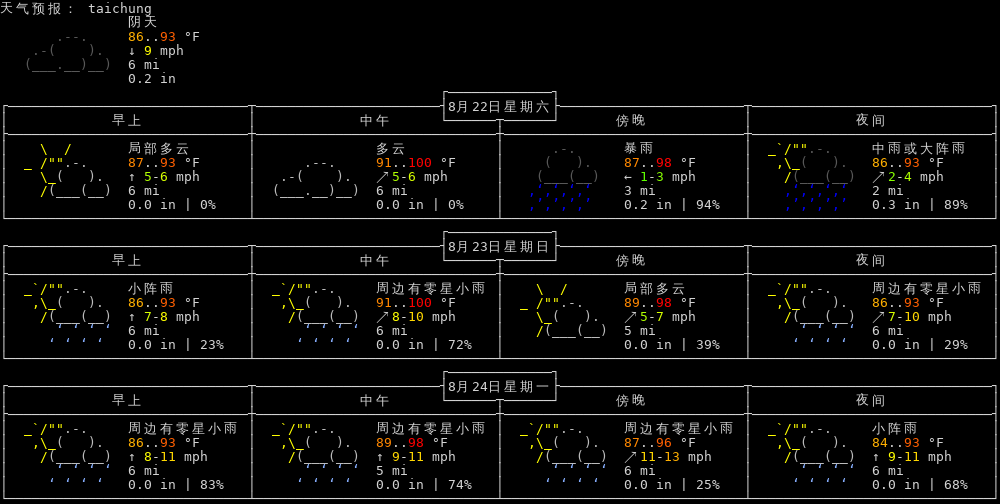 天气预报： taichung
阴天
86..93 °F
↓ 9 mph
6 mi
0.2 in
8月22日星期六
早上 中午 傍晚 夜间
局部多云 多云 暴雨 中雨或大阵雨
87..93 °F 91..100 °F 87..98 °F 86..93 °F
↑ 5-6 mph ↗ 5-6 mph ← 1-3 mph ↗ 2-4 mph
6 mi 6 mi 3 mi 2 mi
0.0 in | 0% 0.0 in | 0% 0.2 in | 94% 0.3 in | 89%
8月23日星期日
早上 中午 傍晚 夜间
小阵雨 周边有零星小雨 局部多云 周边有零星小雨
86..93 °F 91..100 °F 89..98 °F 86..93 °F
↑ 7-8 mph ↗ 8-10 mph ↗ 5-7 mph ↗ 7-10 mph
6 mi 6 mi 5 mi 6 mi
0.0 in | 23% 0.0 in | 72% 0.0 in | 39% 0.0 in | 29%
8月24日星期一
早上 中午 傍晚 夜间
周边有零星小雨 周边有零星小雨 周边有零星小雨 小阵雨
86..93 °F 89..98 °F 87..96 °F 84..93 °F
↑ 8-11 mph ↑ 9-11 mph ↗ 11-13 mph ↑ 9-11 mph
6 mi 5 mi 6 mi 6 mi
0.0 in | 83% 0.0 in | 74% 0.0 in | 25% 0.0 in | 68%